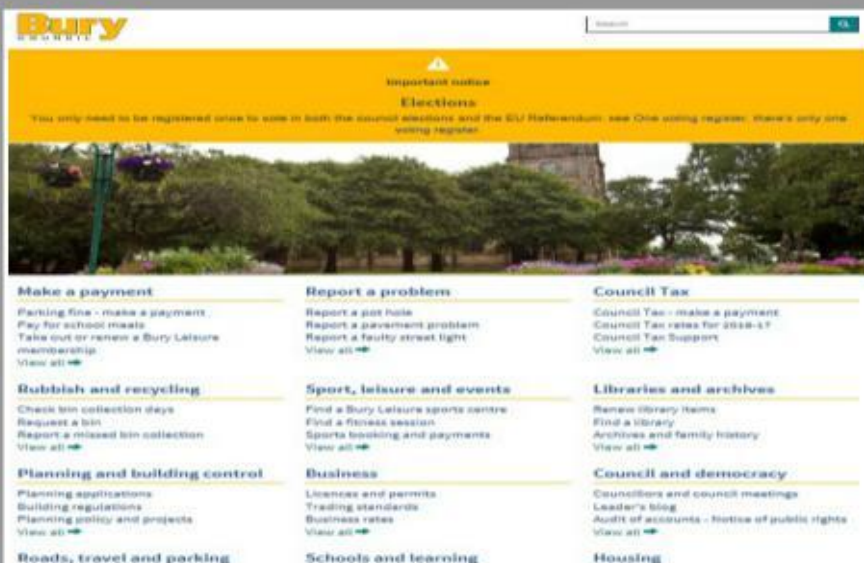 Bury
COUNCIL
Search
Important notice
Elections
You only need to be registered once to vote in both the council elections and the EU Referendum: see One voting register, there's only one
voting register.
Make a payment
Parking fine - make a payment
Pay for school meals
Take out or renew a Bury Leisure
membership
View all
Report a problem
Report a pot hole
Report a pavement problem
Report a faulty street light
View all
Council Tax
Council Tax - make a payment
Council Tax rates for 2016-17
Council Tax Support
View all
Rubbish and recycling
Check bin collection days
Request a bin
Report a missed bin collection
View all
Sport, leisure and events
Find a Bury Leisure sports centre
Find a fitness session
Sports booking and payments
View all
Libraries and archives
Renew library items
Find a library
Archives and family history
View all
Planning and building control
Planning applications
Building regulations
Planning policy and projects
View all
Business
Licences and permits
Trading standards
Business rates
View all
Council and democracy
Councillors and council meetings
Leader's blog
Audit of accounts - Notice of public rights
View all
Roads, travel and parking
Schools and learning
Housing